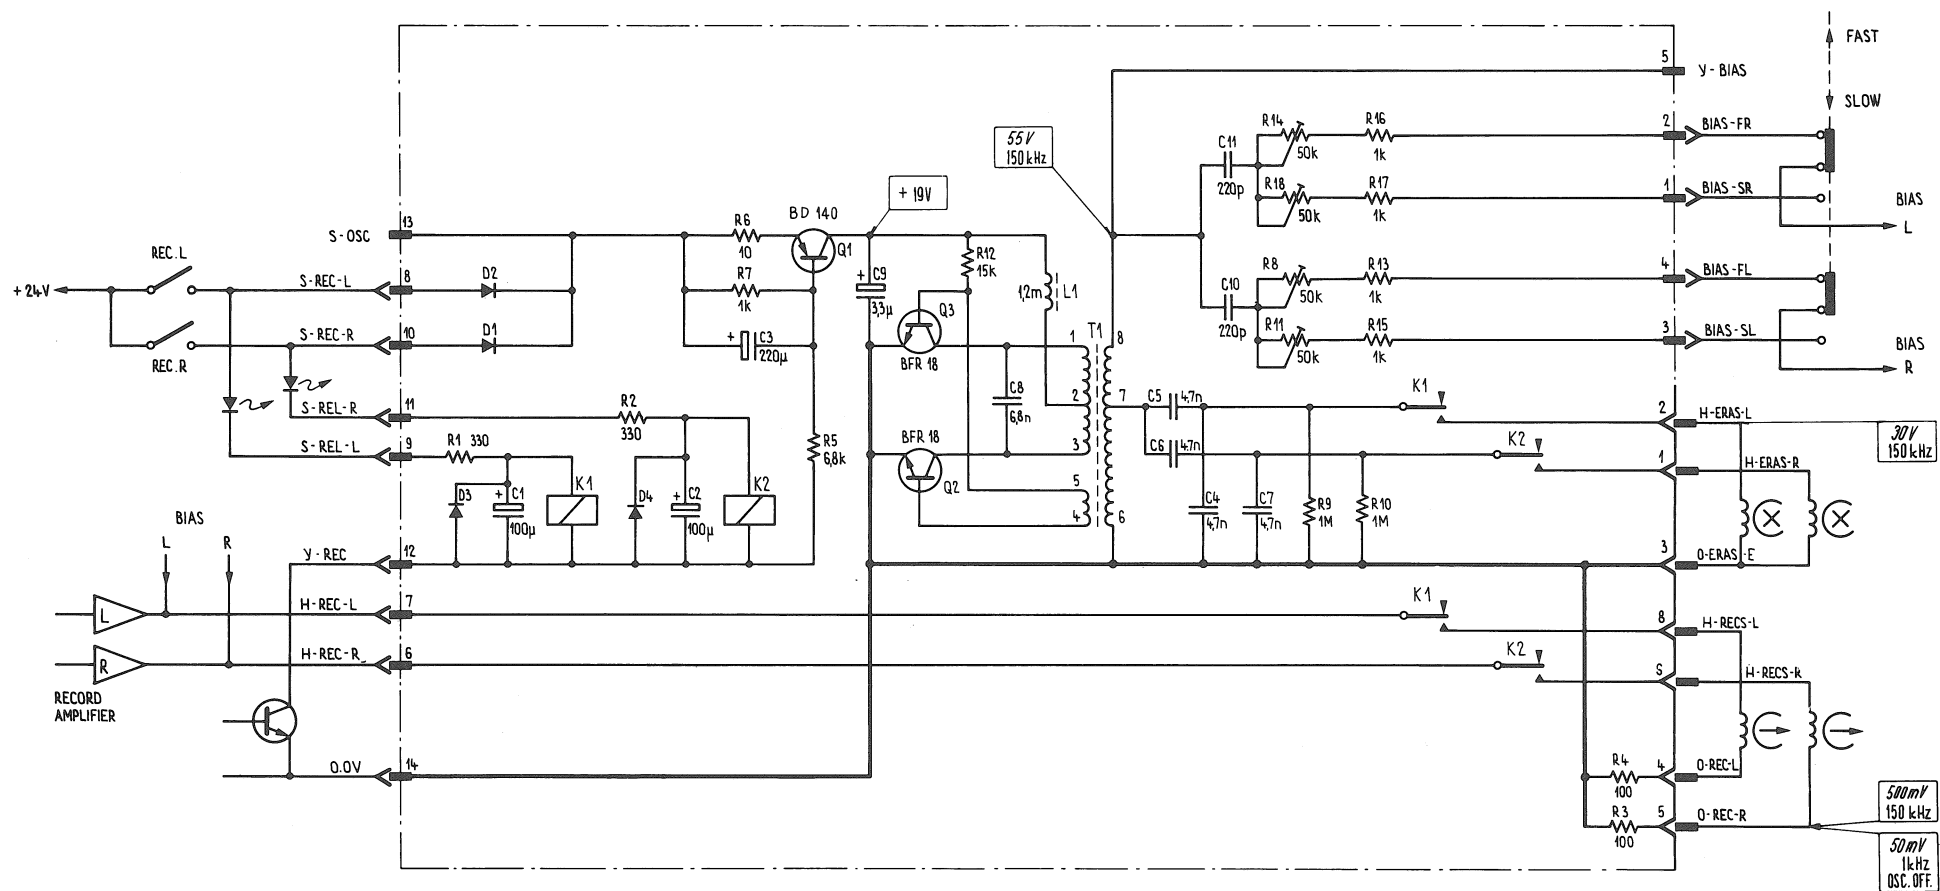 FAST
5
Y-BIAS
SLOW
55V
150kHz
C11
220p
R14
50k
R16
1k
2
BIAS-FR
R18
50k
R17
1k
1
BIAS-SR
BIAS
L
+ 19V
S-OSC
13
R6
10
BD 140
Q1
REC.L
+ 24V
S-REC-L
8
D2
R7
1k
C9
+
3,3µ
R12
15k
1,2m
L1
C10
220p
R8
50k
R13
1k
4
BIAS-FL
REC.R
S-REC-R
10
D1
+
C3
220µ
Q3
BFR 18
T1
1
8
R11
50k
R15
1k
3
BIAS-SL
BIAS
R
S-REL-R
11
R2
330
C8
6,8n
2
7
C5
4,7n
K1
2
H-ERAS-L
30V
150kHz
S-REL-L
9
R1 330
R5
6,8k
BFR 18
Q2
3
C6
4,7n
K2
1
H-ERAS-R
D3
+
C1
100µ
K1
D4
+
C2
100µ
K2
5
4
6
C4
4,7n
C7
4,7n
R9
1M
R10
1M
BIAS
L
R
Y-REC
12
3
0-ERAS-E
L
H-REC-L
7
K1
8
H-RECS-L
R
H-REC-R
6
K2
S
H-RECS-R
RECORD
AMPLIFIER
0.0V
14
R4
100
4
0-REC-L
R3
100
5
0-REC-R
500mV
150 kHz
50mV
1kHz
OSC. OFF.